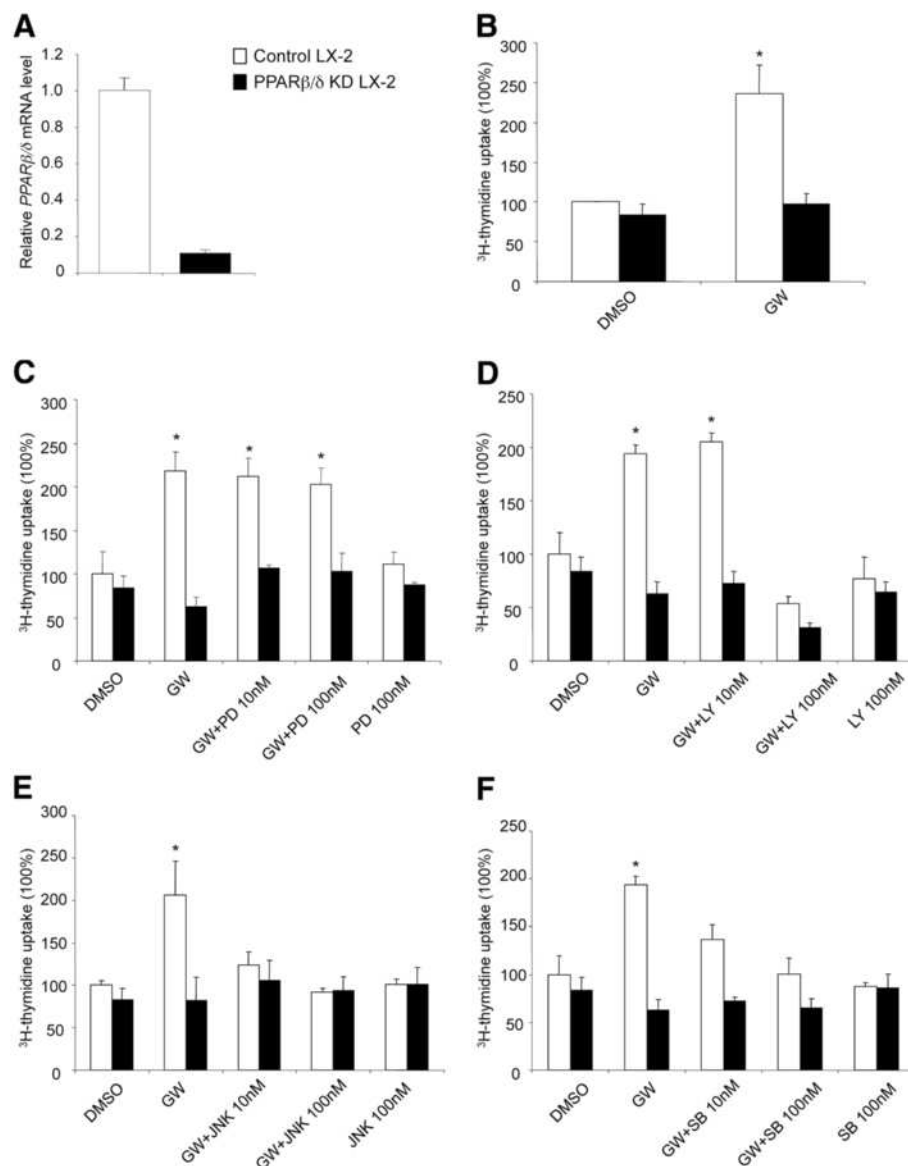 A
Relative PPARβ/δ mRNA level
1.2
1.0
0.8
0.6
0.4
0.2
0
Control LX-2
PPARβ/δ KD LX-2
B
³H-thymidine uptake (100%)
300
250
200
150
100
50
0
*
DMSO
GW
C
³H-thymidine uptake (100%)
300
250
200
150
100
50
0
*
*
*
DMSO
GW
GW+PD 10nM
GW+PD 100nM
PD 100nM
D
³H-thymidine uptake (100%)
250
200
150
100
50
0
*
*
DMSO
GW
GW+LY 10nM
GW+LY 100nM
LY 100nM
E
³H-thymidine uptake (100%)
300
250
200
150
100
50
0
*
DMSO
GW
GW+JNK 10nM
GW+JNK 100nM
JNK 100nM
F
³H-thymidine uptake (100%)
250
200
150
100
50
0
*
DMSO
GW
GW+SB 10nM
GW+SB 100nM
SB 100nM